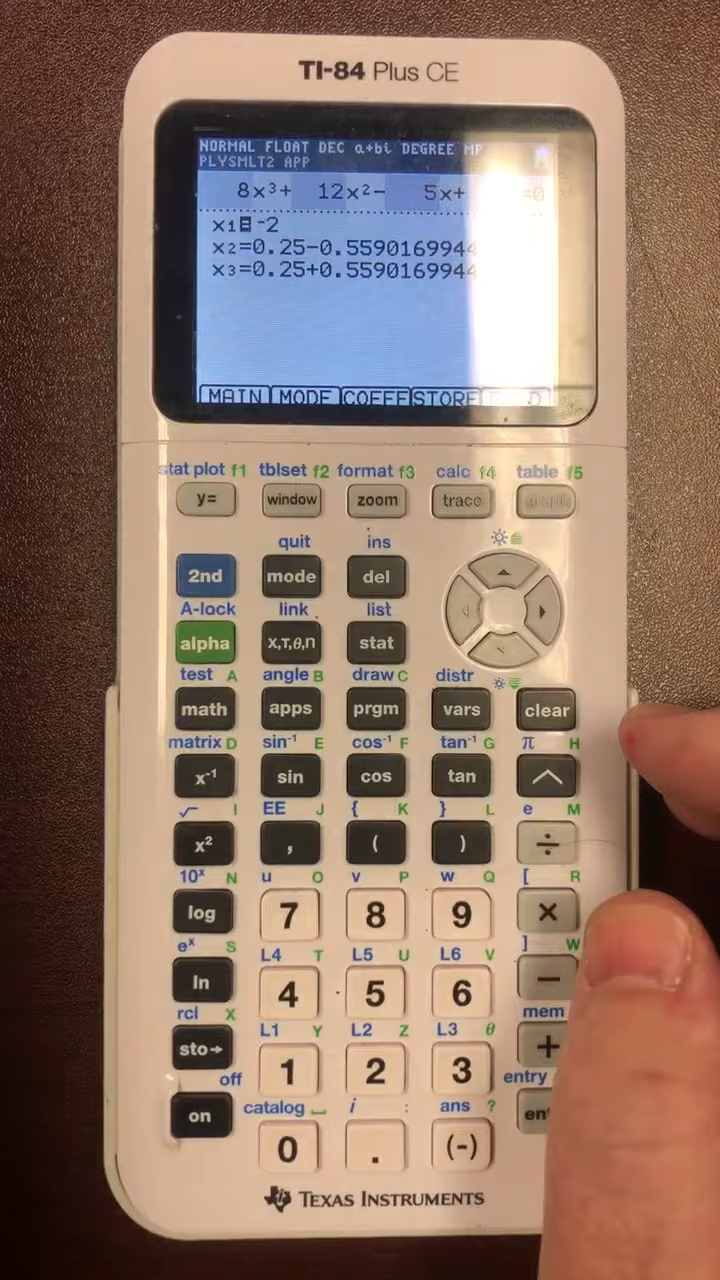 TI-84 Plus CE
NORMAL FLOAT DEC a+bi DEGREE MP
PLYSMLT2 APP
8x³+ 12x²- 5x+ =0
x1=-2
x2=0.25-0.5590169944
x3=0.25+0.5590169944
MAIN MODE COEFF STORE
stat plot f1 tblset f2 format f3 calc f4 table f5
y= window zoom trace graph
quit ins
2nd mode del
A-lock link list
alpha X,T,θ,n stat
test A angle B draw C distr
math apps prgm vars clear
matrix D sin⁻¹ E cos⁻¹ F tan⁻¹ G π H
x⁻¹ sin cos tan ^
√ I EE J { K } L e M
x² , ( ) ÷
10ˣ N u O v P w Q [ R
log 7 8 9 ×
eˣ S L4 T L5 U L6 V ] W
ln 4 5 6 −
rcl X L1 Y L2 Z L3 θ mem
sto→ 1 2 3 +
off catalog i : ans ? entry
on 0 . (-)
TEXAS INSTRUMENTS